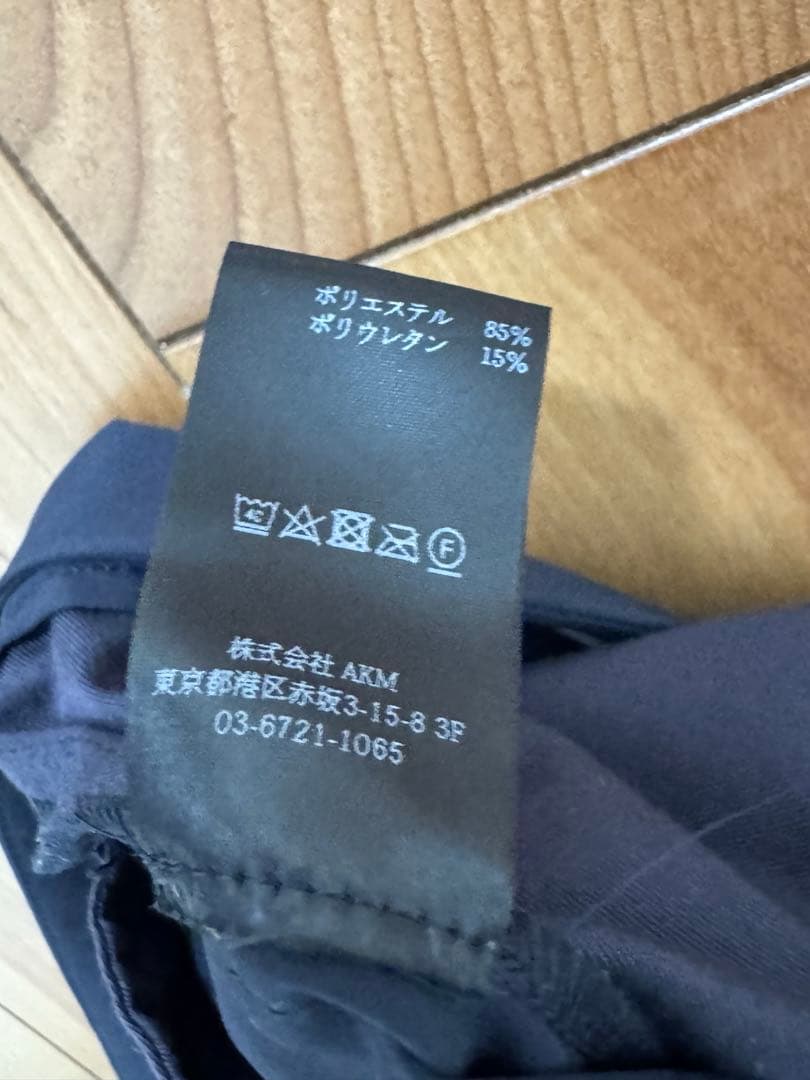 ポリエステル 85%
ポリウレタン 15%
40
F
株式会社 AKM
東京都港区赤坂3-15-8 3F
03-6721-1065